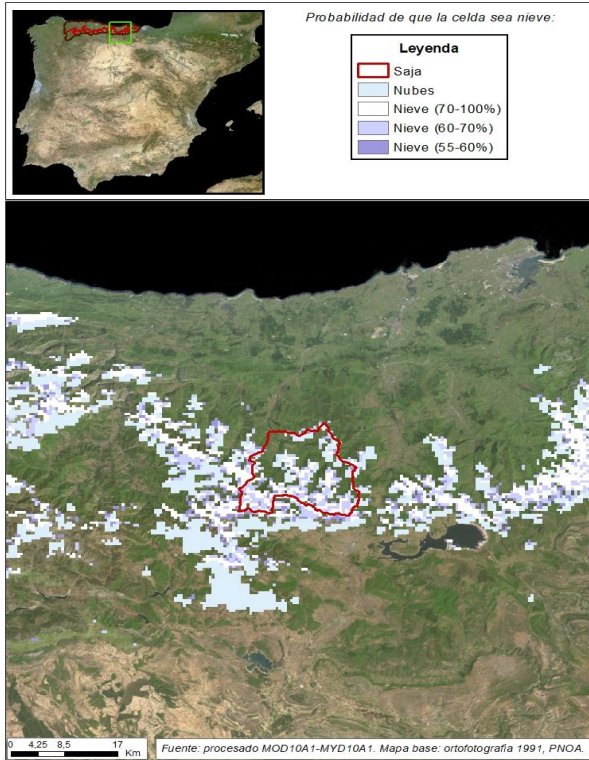 Probabilidad de que la celda sea nieve:
Leyenda
Saja
Nubes
Nieve (70-100%)
Nieve (60-70%)
Nieve (55-60%)
0 4,25 8,5 17
Km
Fuente: procesado MOD10A1-MYD10A1. Mapa base: ortofotografía 1991, PNOA.